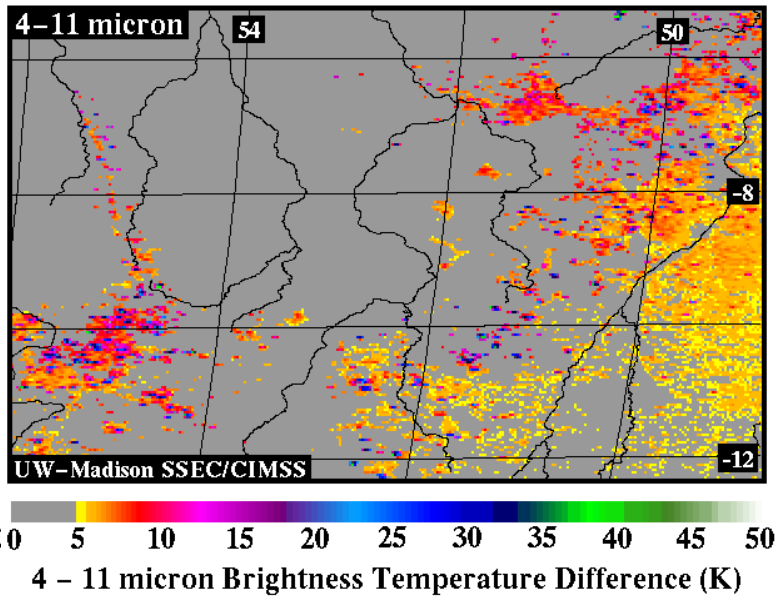 4−11 micron
54
50
−8
−12
UW−Madison SSEC/CIMSS
0 5 10 15 20 25 30 35 40 45 50
4 − 11 micron Brightness Temperature Difference (K)